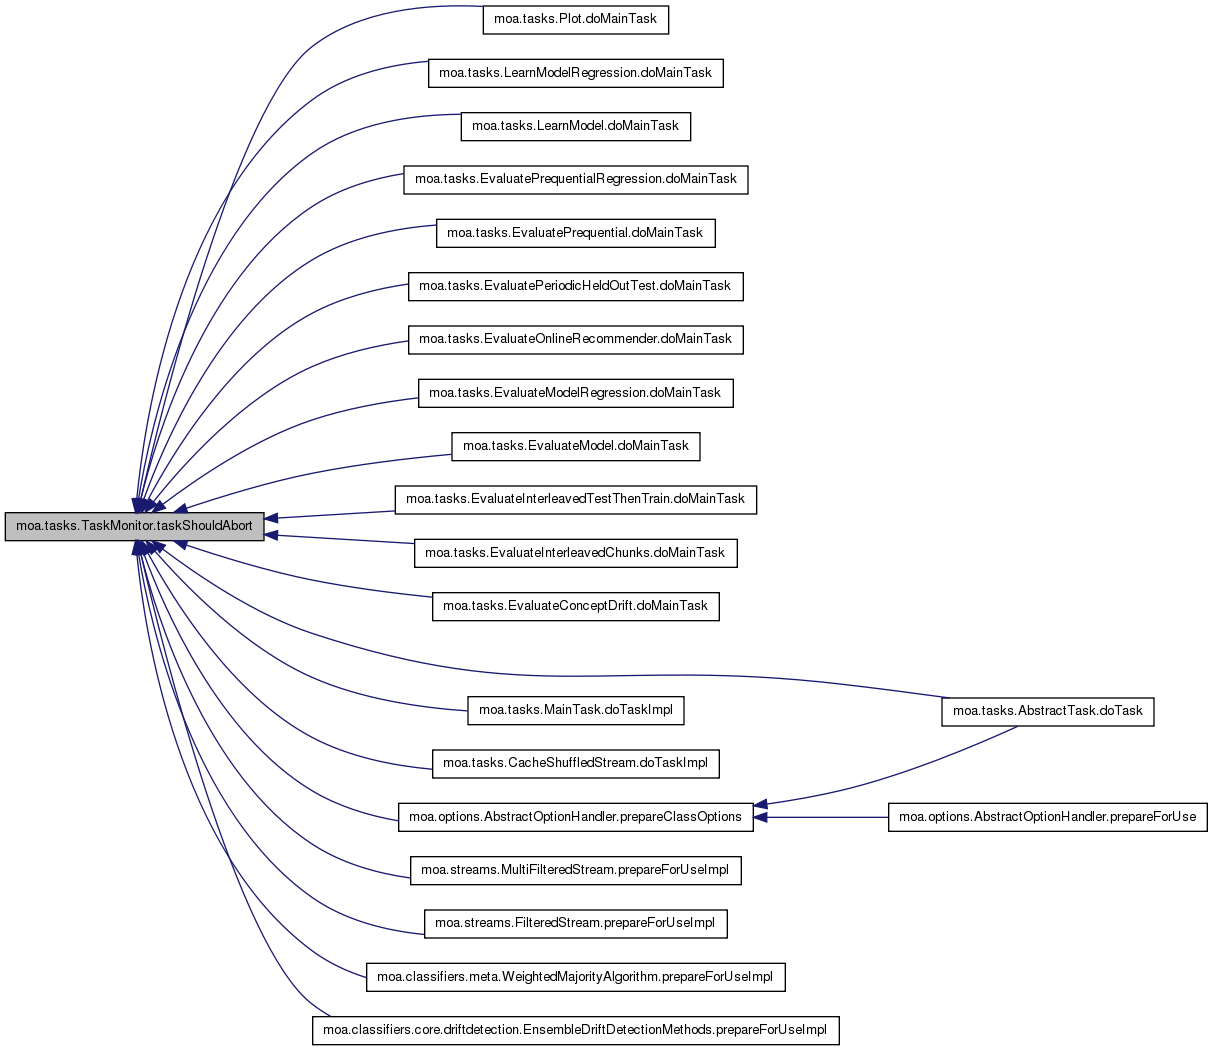 moa.tasks.Plot.doMainTask
moa.tasks.LearnModelRegression.doMainTask
moa.tasks.LearnModel.doMainTask
moa.tasks.EvaluatePrequentialRegression.doMainTask
moa.tasks.EvaluatePrequential.doMainTask
moa.tasks.EvaluatePeriodicHeldOutTest.doMainTask
moa.tasks.EvaluateOnlineRecommender.doMainTask
moa.tasks.EvaluateModelRegression.doMainTask
moa.tasks.EvaluateModel.doMainTask
moa.tasks.EvaluateInterleavedTestThenTrain.doMainTask
moa.tasks.TaskMonitor.taskShouldAbort
moa.tasks.EvaluateInterleavedChunks.doMainTask
moa.tasks.EvaluateConceptDrift.doMainTask
moa.tasks.MainTask.doTaskImpl
moa.tasks.AbstractTask.doTask
moa.tasks.CacheShuffledStream.doTaskImpl
moa.options.AbstractOptionHandler.prepareClassOptions
moa.options.AbstractOptionHandler.prepareForUse
moa.streams.MultiFilteredStream.prepareForUseImpl
moa.streams.FilteredStream.prepareForUseImpl
moa.classifiers.meta.WeightedMajorityAlgorithm.prepareForUseImpl
moa.classifiers.core.driftdetection.EnsembleDriftDetectionMethods.prepareForUseImpl